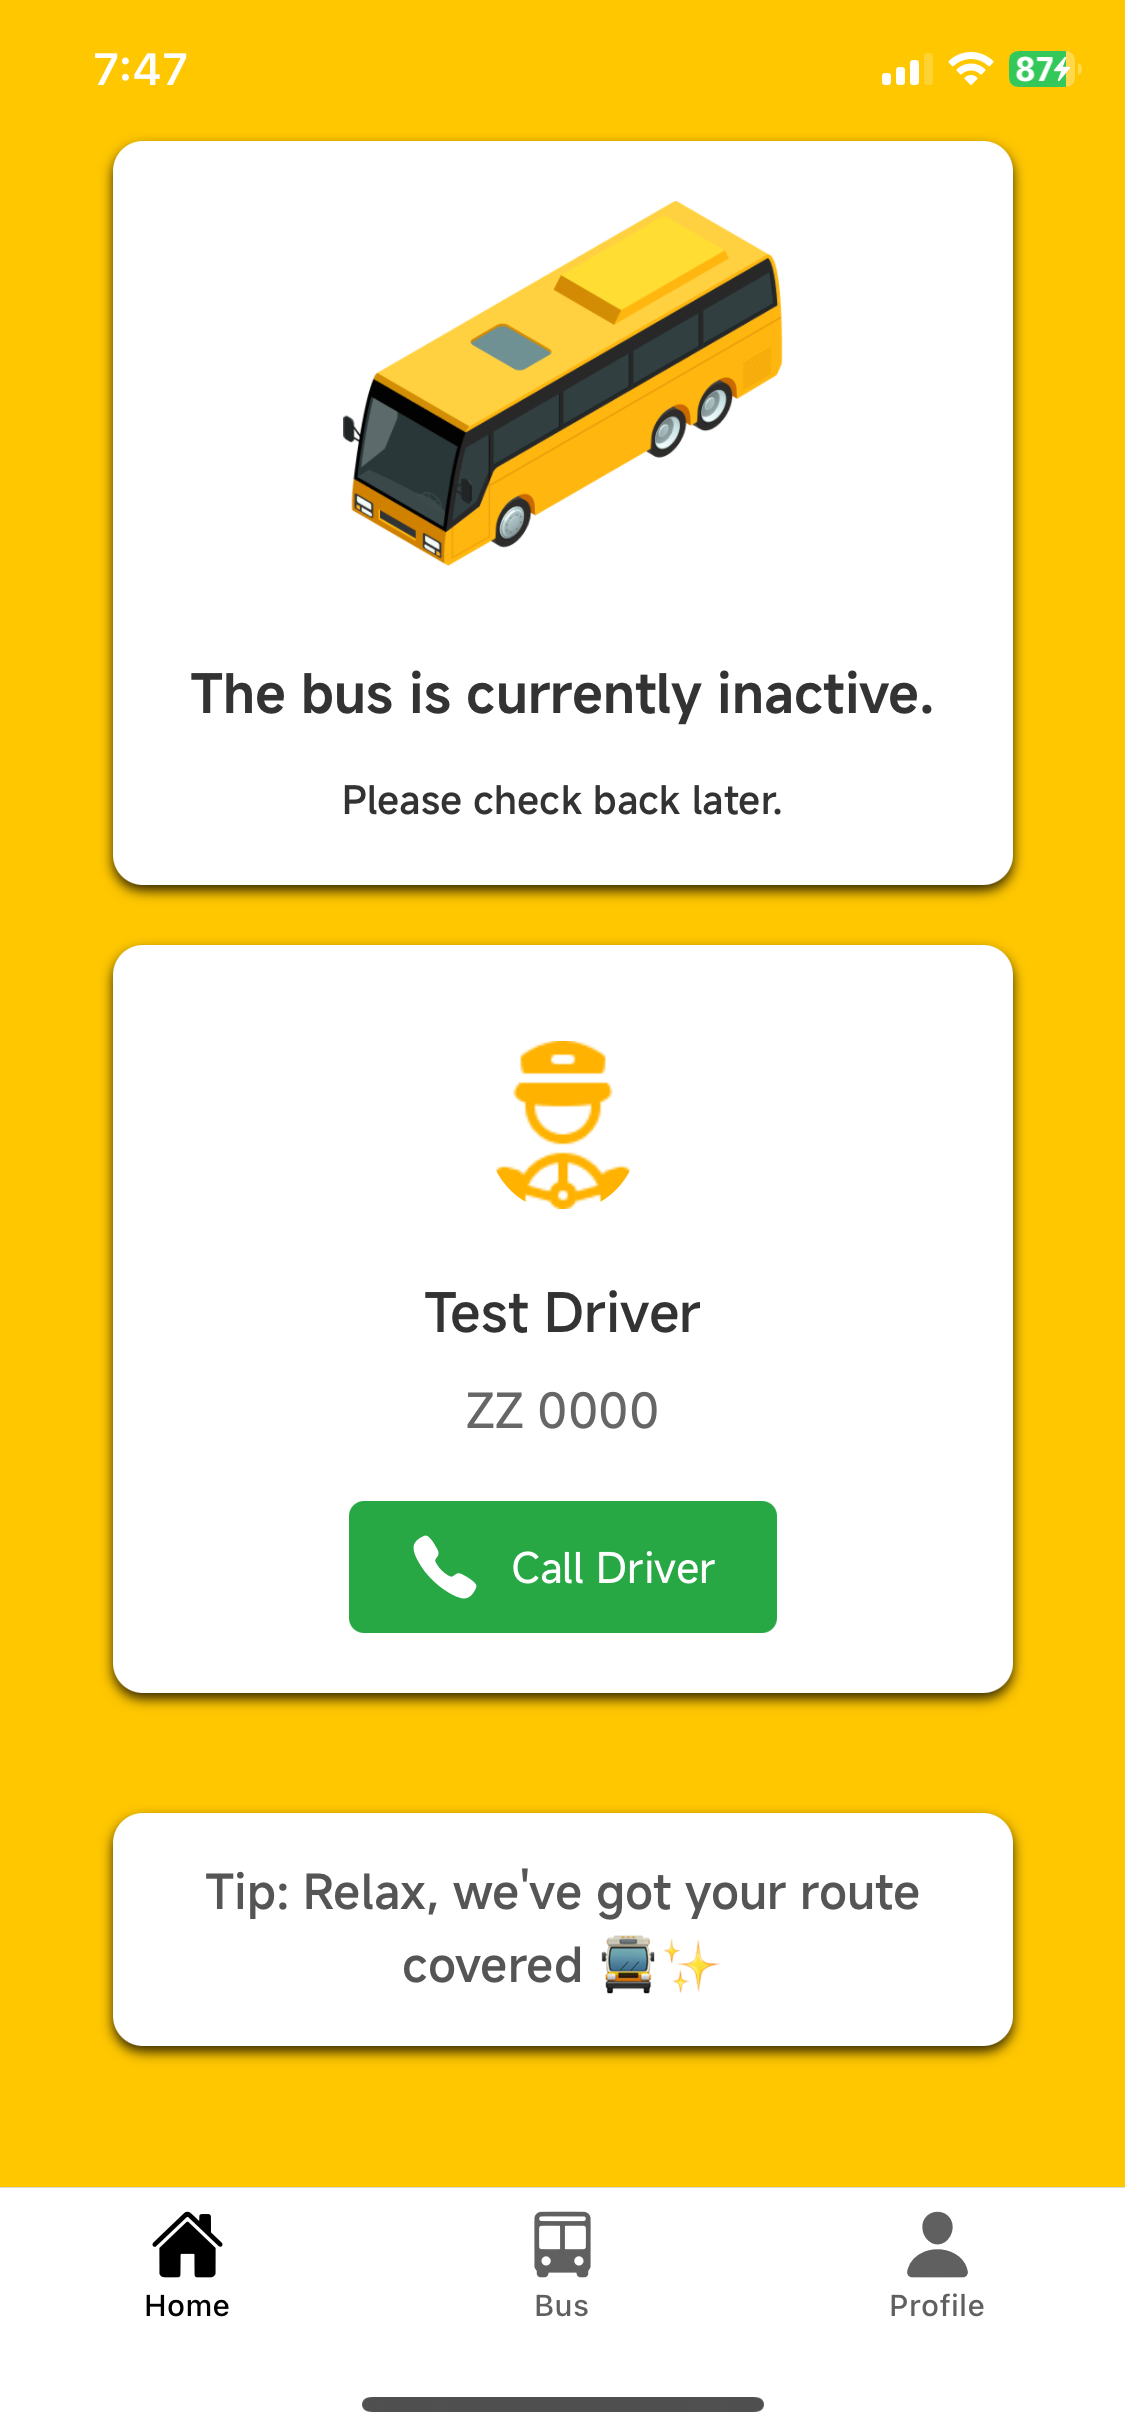 7:47
87
The bus is currently inactive.
Please check back later.
Test Driver
ZZ 0000
Call Driver
Tip: Relax, we've got your route
covered 🚍✨
Home
Bus
Profile